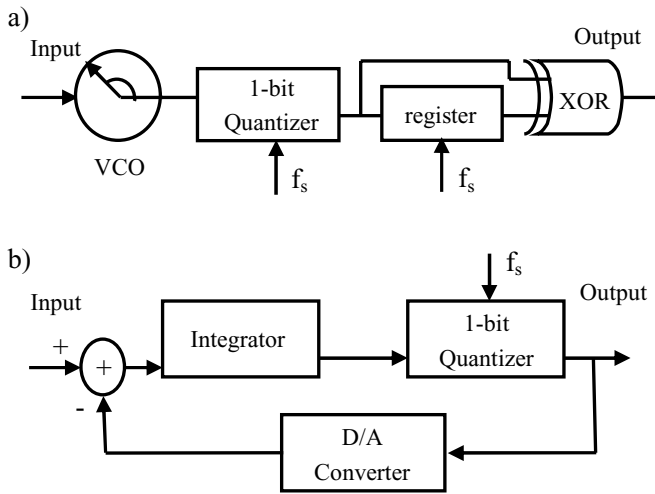 a)
Input
Output
1-bit
Quantizer
register
XOR
VCO
fs
fs
b)
fs
Input
Output
+
+
-
Integrator
1-bit
Quantizer
D/A
Converter